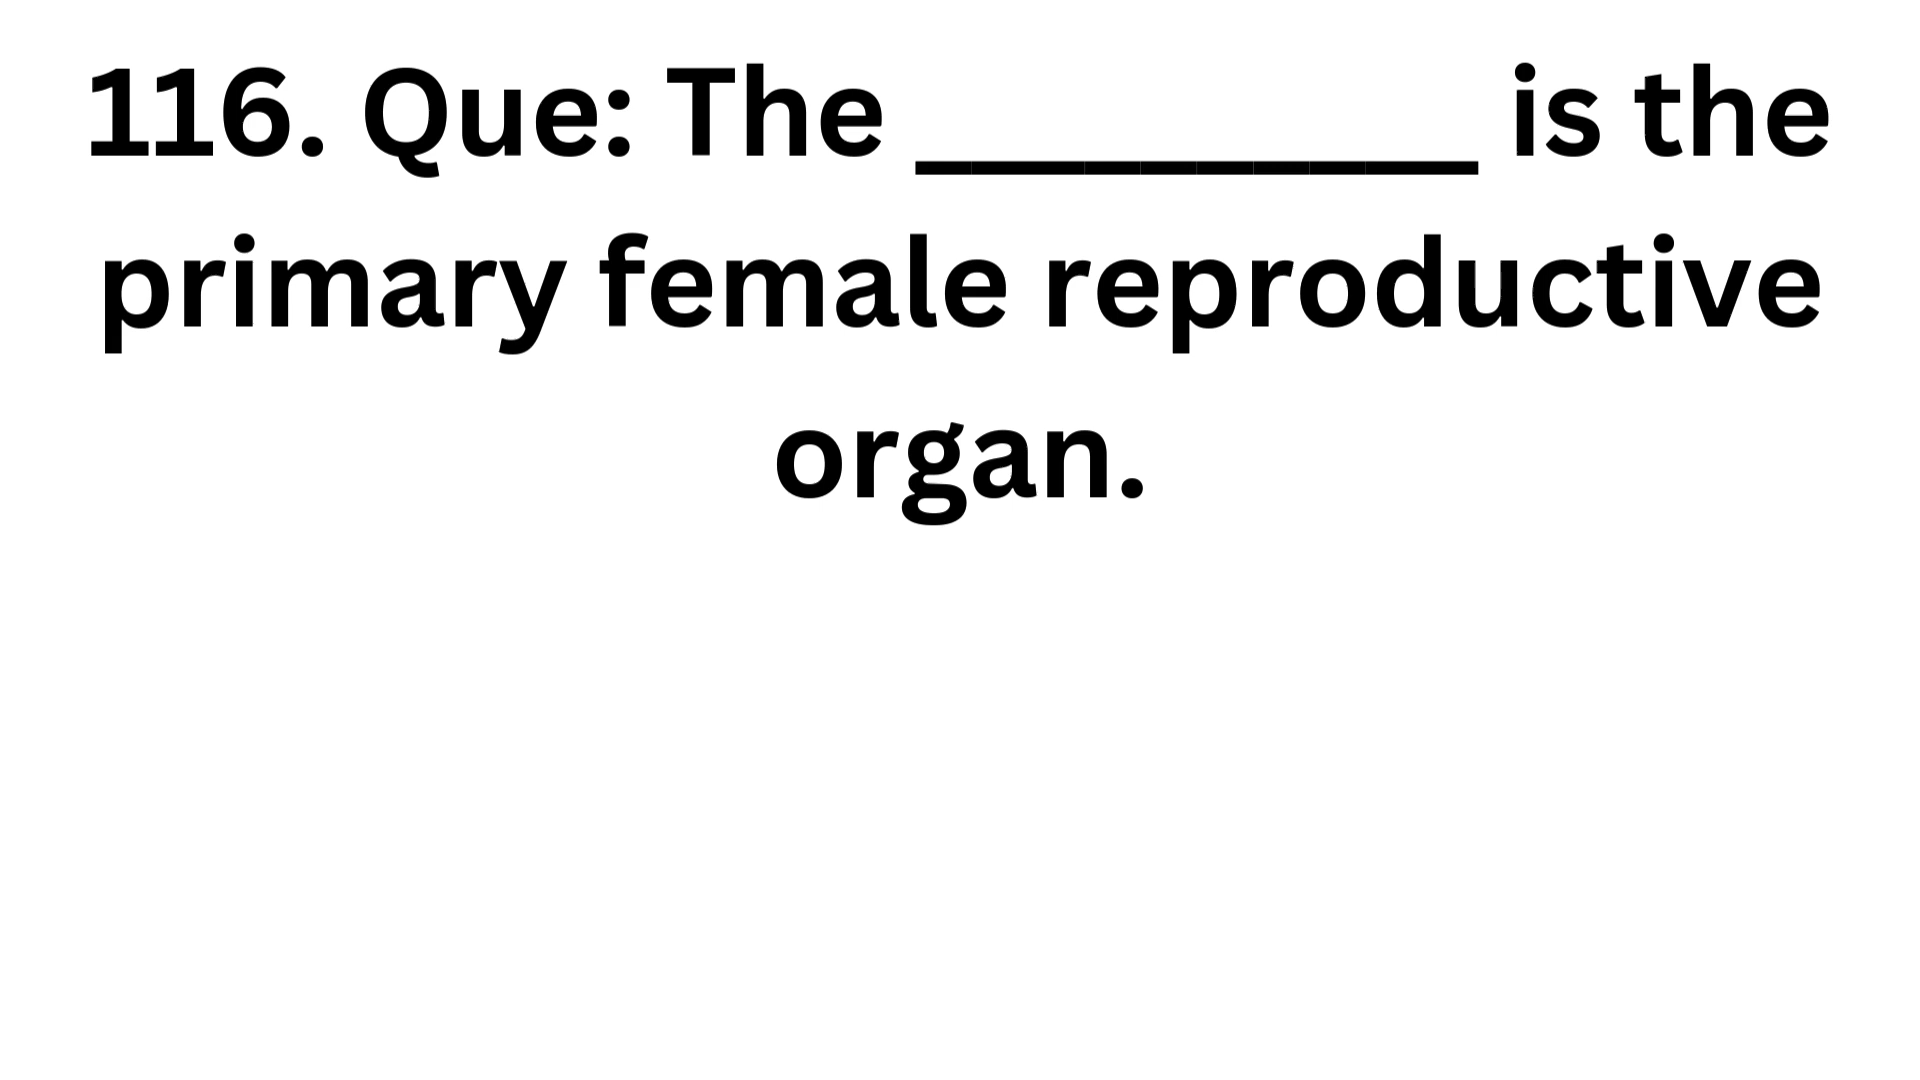 116. Que: The __________ is the
primary female reproductive
organ.